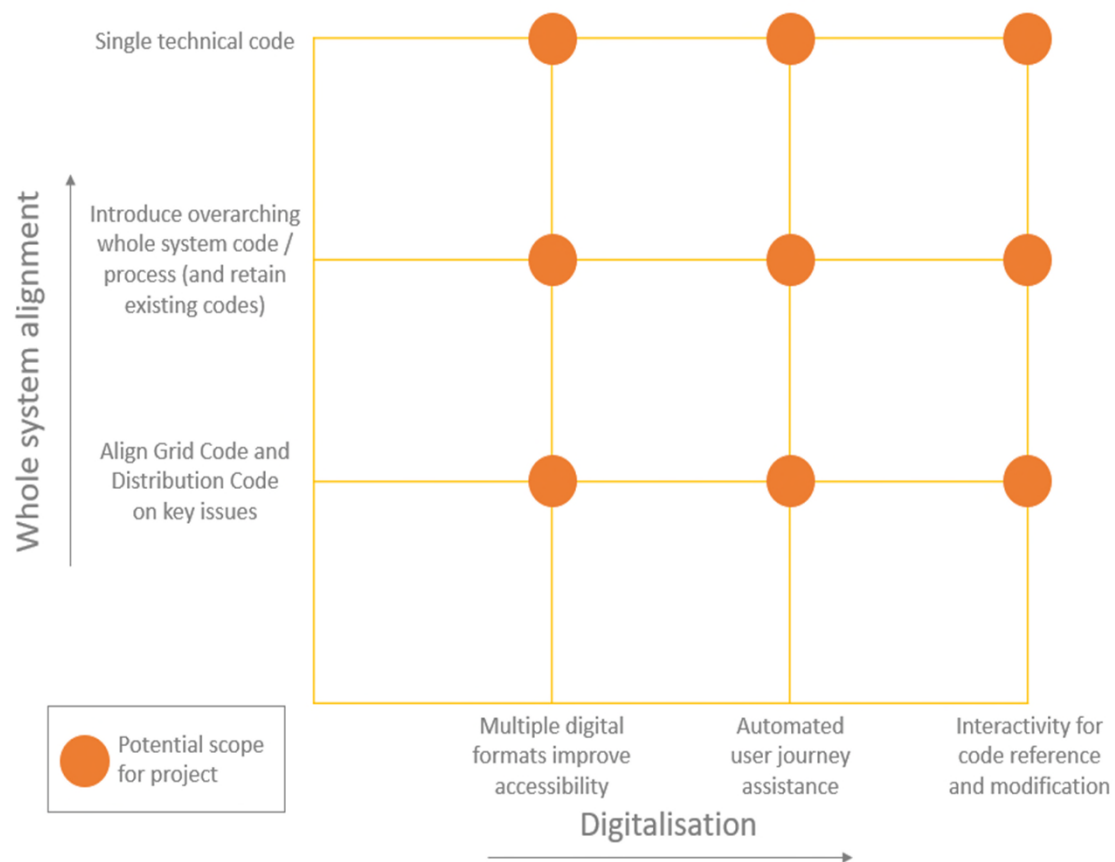 Single technical code
Whole system alignment
Introduce overarching
whole system code /
process (and retain
existing codes)
Align Grid Code and
Distribution Code
on key issues
Potential scope
for project
Multiple digital
formats improve
accessibility
Automated
user journey
assistance
Interactivity for
code reference
and modification
Digitalisation